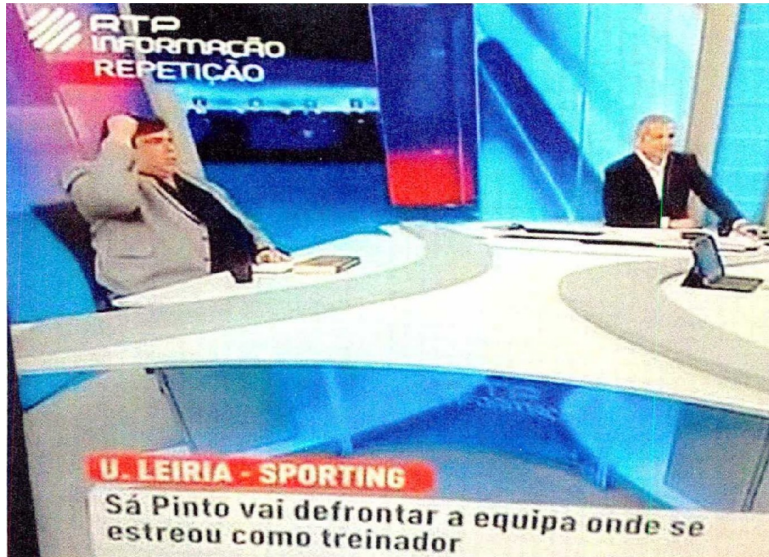 RTP
INFORMAÇÃO
REPETIÇÃO
U. LEIRIA - SPORTING
Sá Pinto vai defrontar a equipa onde se
estreou como treinador